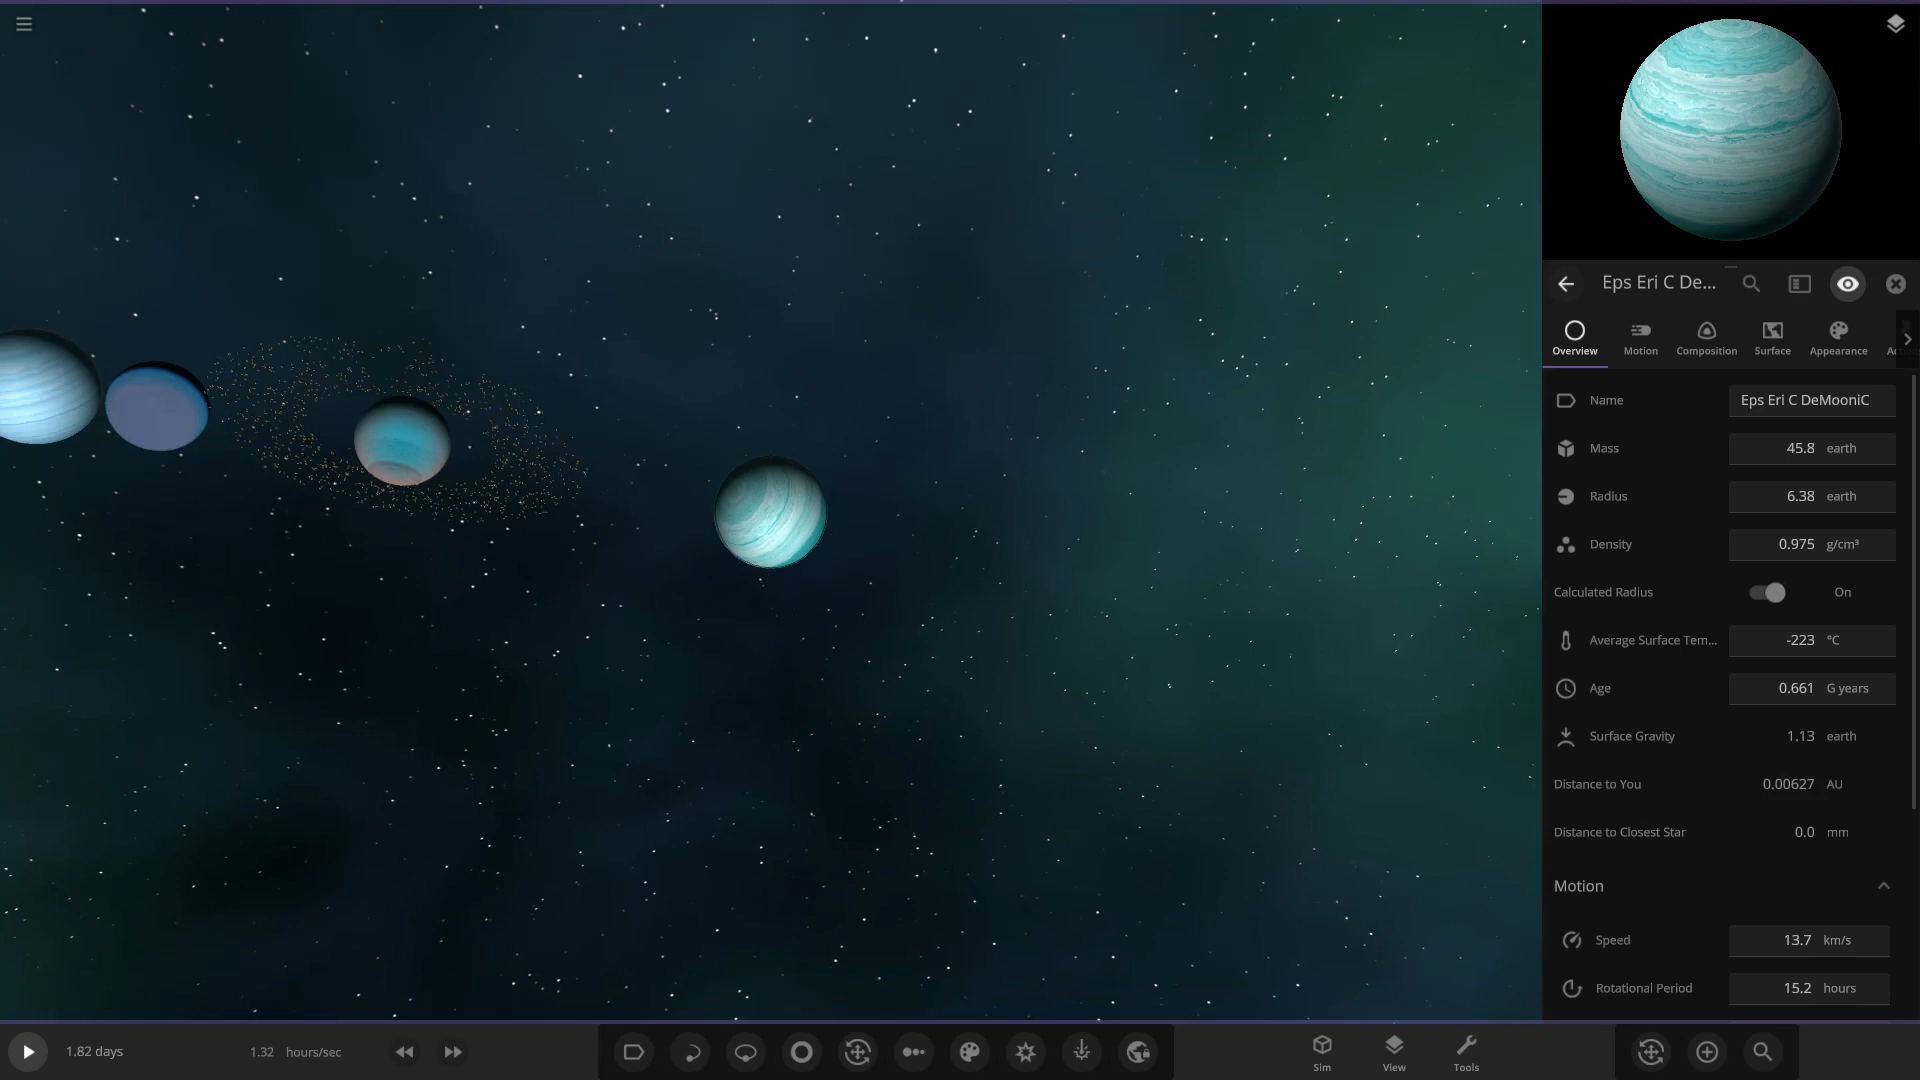 Eps Eri C De...
Overview
Motion
Composition
Surface
Appearance
Name
Eps Eri C DeMooniC
Mass
45.8 earth
Radius
6.38 earth
Density
0.975 g/cm³
Calculated Radius
On
Average Surface Tem...
-223 °C
Age
0.661 G years
Surface Gravity
1.13 earth
Distance to You
0.00627 AU
Distance to Closest Star
0.0 mm
Motion
Speed
13.7 km/s
Rotational Period
15.2 hours
1.82 days
1.32 hours/sec
Sim
View
Tools